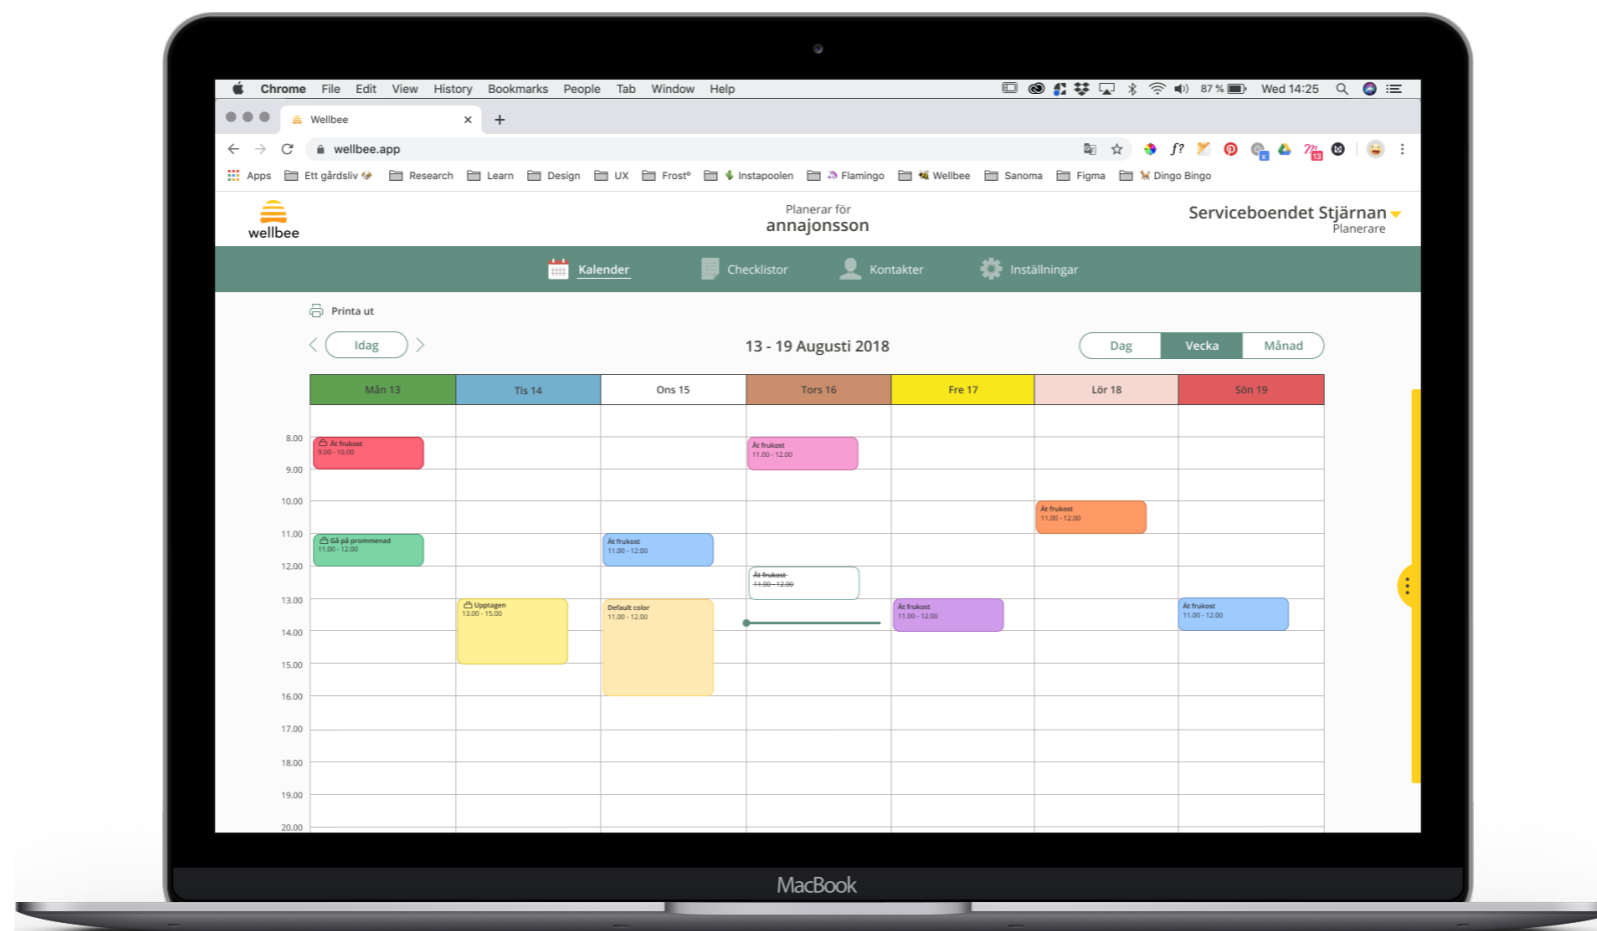 Chrome File Edit View History Bookmarks People Tab Window Help 87 % Wed 14:25
Wellbee
wellbee.app
f?
13
Apps Ett gårdsliv Research Learn Design UX Frost° Instapoolen Flamingo Wellbee Sanoma Figma Dingo Bingo
wellbee
Planerar för
annajonsson
Serviceboendet Stjärnan
Planerare
Kalender Checklistor Kontakter Inställningar
Printa ut
Idag
13 - 19 Augusti 2018
Dag Vecka Månad
Mån 13 Tis 14 Ons 15 Tors 16 Fre 17 Lör 18 Sön 19
8.00
Ät frukost
9.00 - 10.00
Ät frukost
11.00 - 12.00
9.00
10.00
Ät frukost
11.00 - 12.00
11.00
Gå på prommenad
11.00 - 12.00
Ät frukost
11.00 - 12.00
12.00
Ät frukost
11.00 - 12.00
13.00
Upptagen
13.00 - 15.00
Default color
11.00 - 12.00
Ät frukost
11.00 - 12.00
Ät frukost
11.00 - 12.00
14.00
15.00
16.00
17.00
18.00
19.00
20.00
MacBook